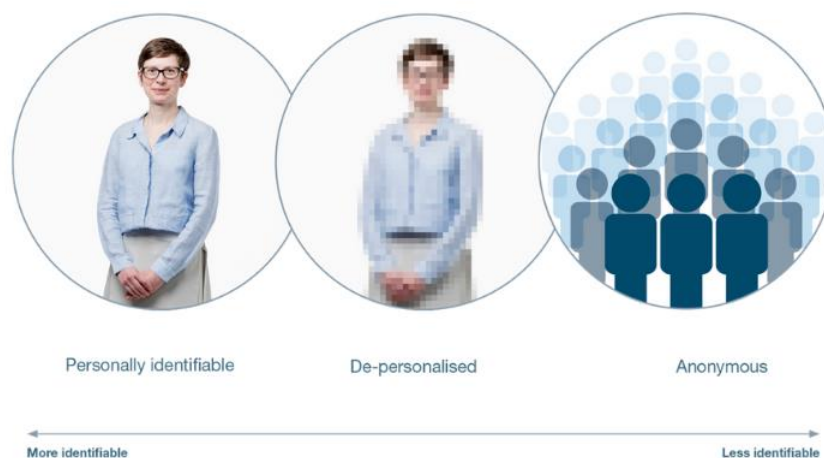 Personally identifiable
De-personalised
Anonymous
More identifiable
Less identifiable